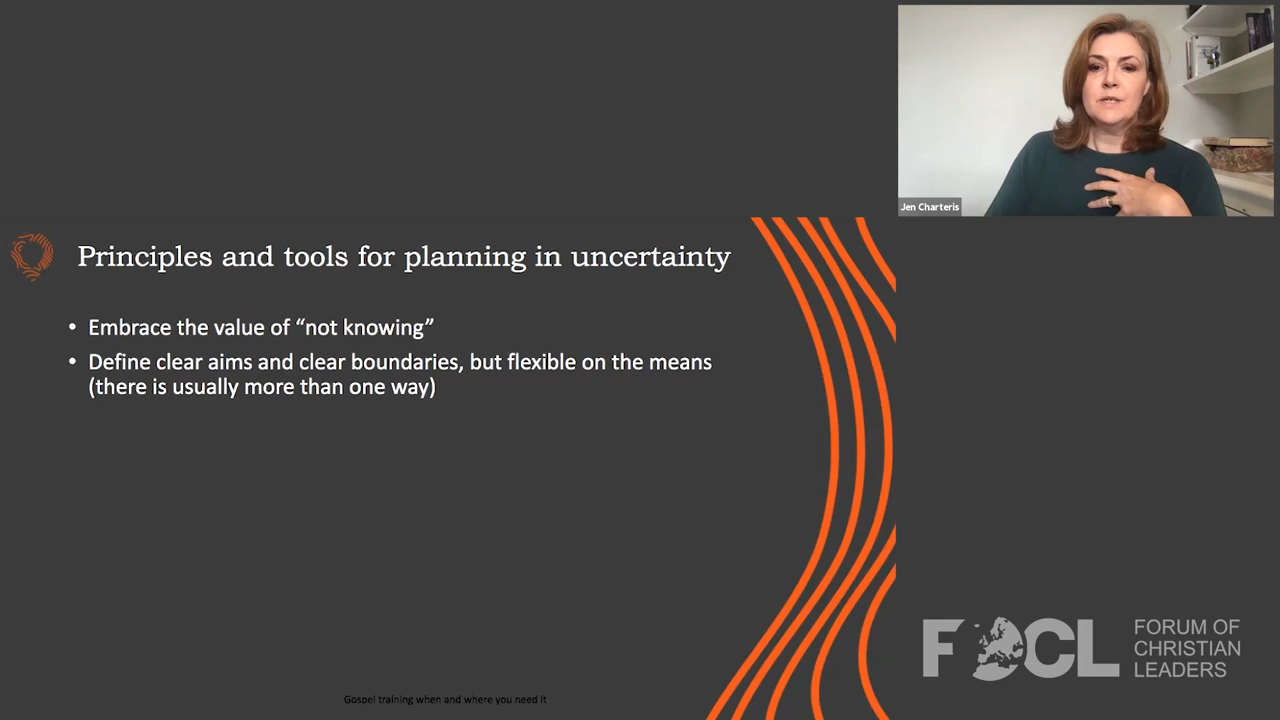 Jen Charteris
Principles and tools for planning in uncertainty
• Embrace the value of “not knowing”
• Define clear aims and clear boundaries, but flexible on the means
(there is usually more than one way)
Gospel training when and where you need it
FOCL
FORUM OF
CHRISTIAN
LEADERS